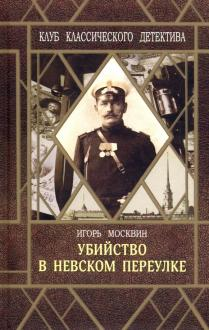 КЛУБ КЛАССИЧЕСКОГО ДЕТЕКТИВА
ИГОРЬ МОСКВИН
УБИЙСТВО
В НЕВСКОМ ПЕРЕУЛКЕ